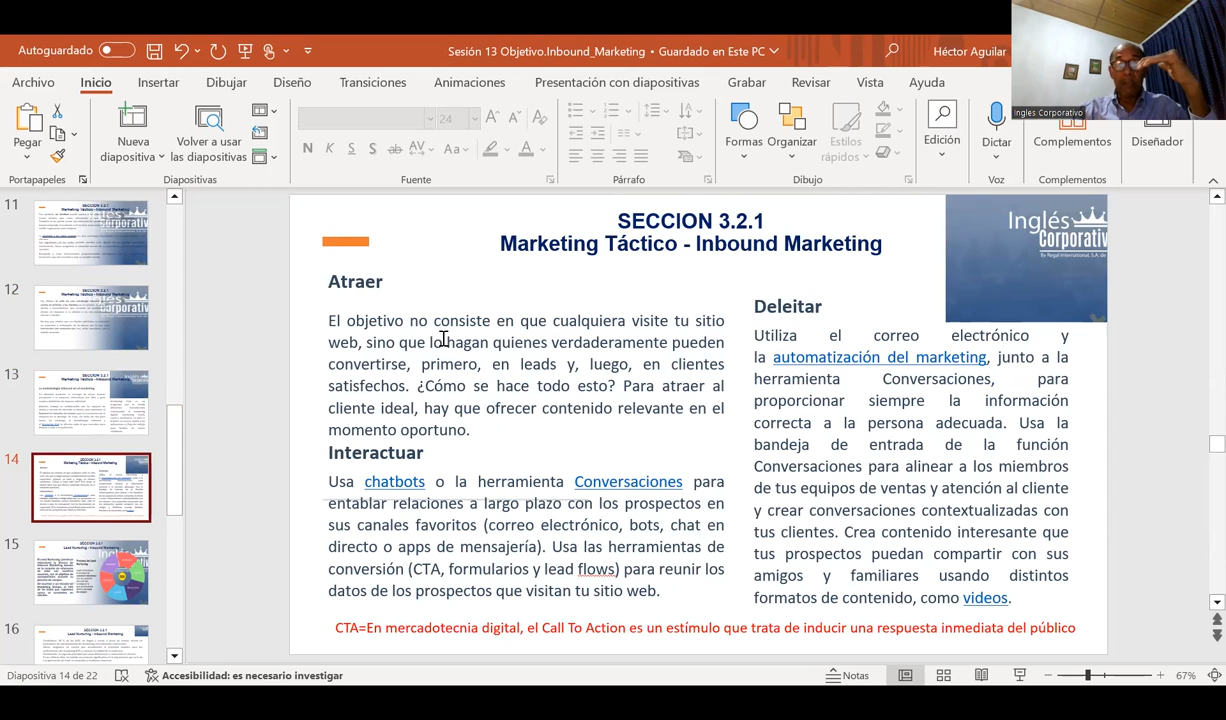 Autoguardado
Sesión 13 Objetivo.Inbound_Marketing • Guardado en Este PC
Héctor Aguilar
Archivo Inicio Insertar Dibujar Diseño Transiciones Animaciones Presentación con diapositivas Grabar Revisar Vista Ayuda
Ingles Corporativo
Pegar
Nueva
diapositiva
Volver a usar
las diapositivas
24
N K S S ab AV Aa A
Formas Organizar
Estilos
rápidos
Edición
Dictar
Complementos
Diseñador
Portapapeles Diapositivas Fuente Párrafo Dibujo Voz Complementos
11
12
13
14
15
16
SECCION 3.2.1
Marketing Táctico - Inbound Marketing
Inglés
Corporativ
By Regal International, S.A. de
Atraer
El objetivo no consiste en que cualquiera visite tu sitio
web, sino que lo hagan quienes verdaderamente pueden
convertirse, primero, en leads y, luego, en clientes
satisfechos. ¿Cómo se hace todo esto? Para atraer al
cliente ideal, hay que ofrecer contenido relevante en el
momento oportuno.
Interactuar
Usa chatbots o la herramienta Conversaciones para
entablar relaciones a largo plazo con los prospectos en
sus canales favoritos (correo electrónico, bots, chat en
directo o apps de mensajería). Usa las herramientas de
conversión (CTA, formularios y lead flows) para reunir los
datos de los prospectos que visitan tu sitio web.
Deleitar
Utiliza el correo electrónico y
la automatización del marketing, junto a la
herramienta Conversaciones, para
proporcionar siempre la información
correcta a la persona adecuada. Usa la
bandeja de entrada de la función
Conversaciones para alinear a los miembros
de tus equipos de ventas y atención al cliente
y crear conversaciones contextualizadas con
tus clientes. Crea contenido interesante que
tus prospectos puedan compartir con sus
amigos y familiares usando distintos
formatos de contenido, como videos.
CTA=En mercadotecnia digital, el Call To Action es un estímulo que trata de inducir una respuesta inmediata del público
Diapositiva 14 de 22
Accesibilidad: es necesario investigar
Notas
67%